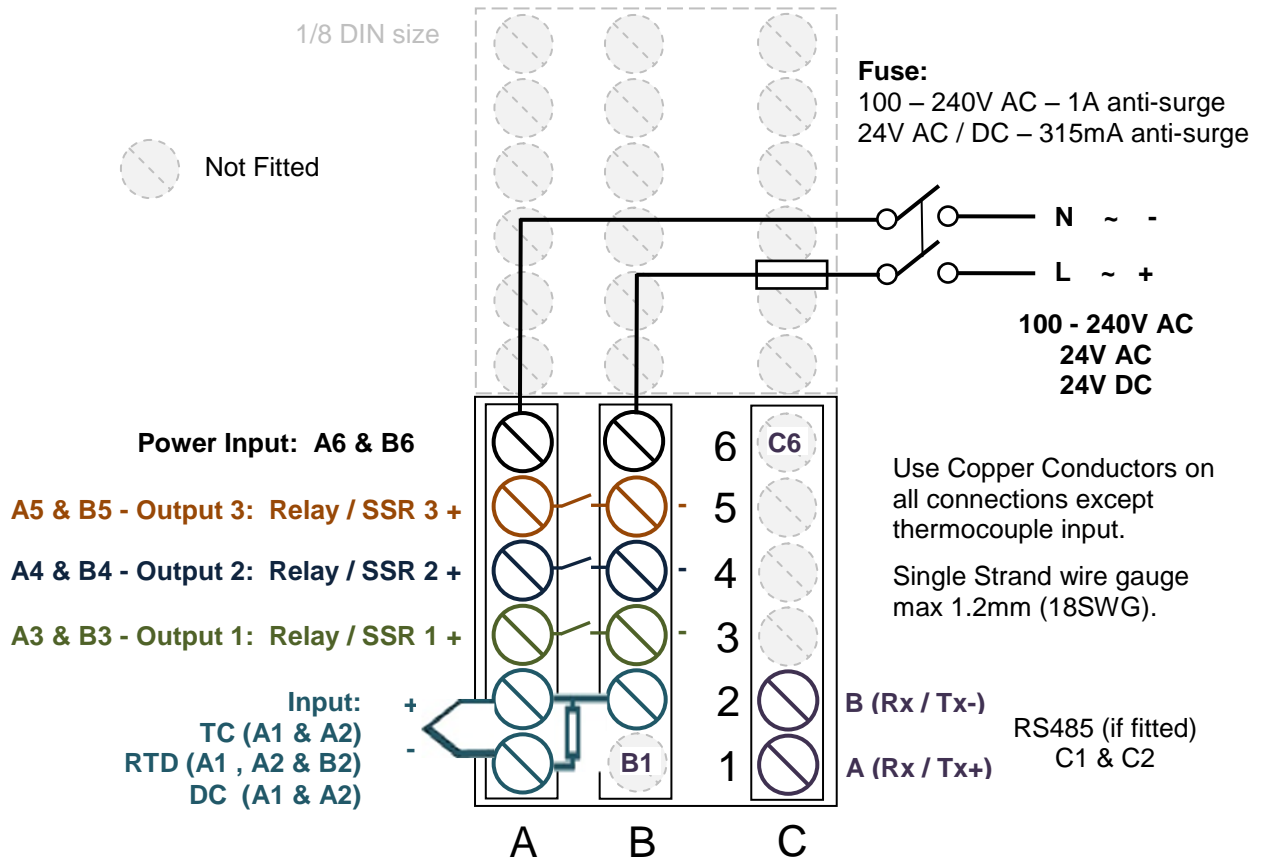 1/8 DIN size
Not Fitted
Fuse:
100 – 240V AC – 1A anti-surge
24V AC / DC – 315mA anti-surge
N ~ -
L ~ +
100 - 240V AC
24V AC
24V DC
Power Input: A6 & B6
6
C6
A5 & B5 - Output 3: Relay / SSR 3 +
-
5
A4 & B4 - Output 2: Relay / SSR 2 +
-
4
A3 & B3 - Output 1: Relay / SSR 1 +
-
3
Use Copper Conductors on
all connections except
thermocouple input.
Single Strand wire gauge
max 1.2mm (18SWG).
Input: +
TC (A1 & A2)
-
RTD (A1 , A2 & B2)
DC (A1 & A2)
2
B (Rx / Tx-)
B1
1
A (Rx / Tx+)
RS485 (if fitted)
C1 & C2
A B C